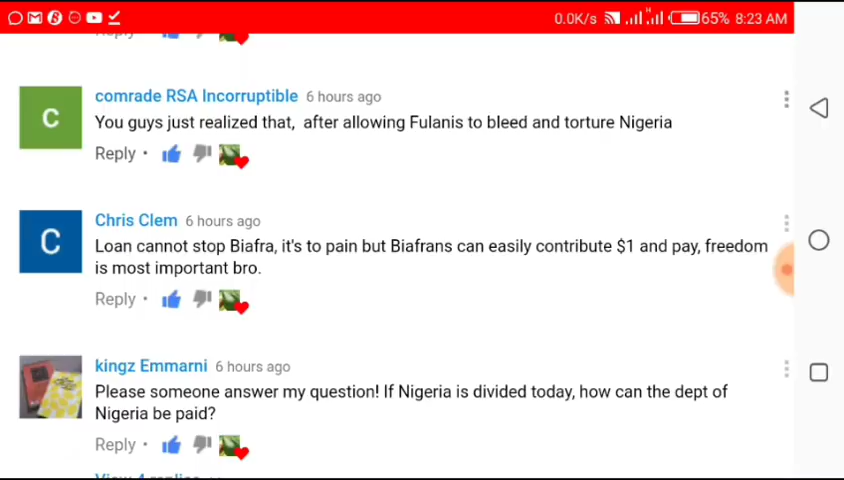 0.0K/s 65% 8:23 AM
Reply
comrade RSA Incorruptible 6 hours ago
You guys just realized that, after allowing Fulanis to bleed and torture Nigeria
Reply
C
Chris Clem 6 hours ago
Loan cannot stop Biafra, it's to pain but Biafrans can easily contribute $1 and pay, freedom
is most important bro.
Reply
C
kingz Emmarni 6 hours ago
Please someone answer my question! If Nigeria is divided today, how can the dept of
Nigeria be paid?
Reply
View 4 replies